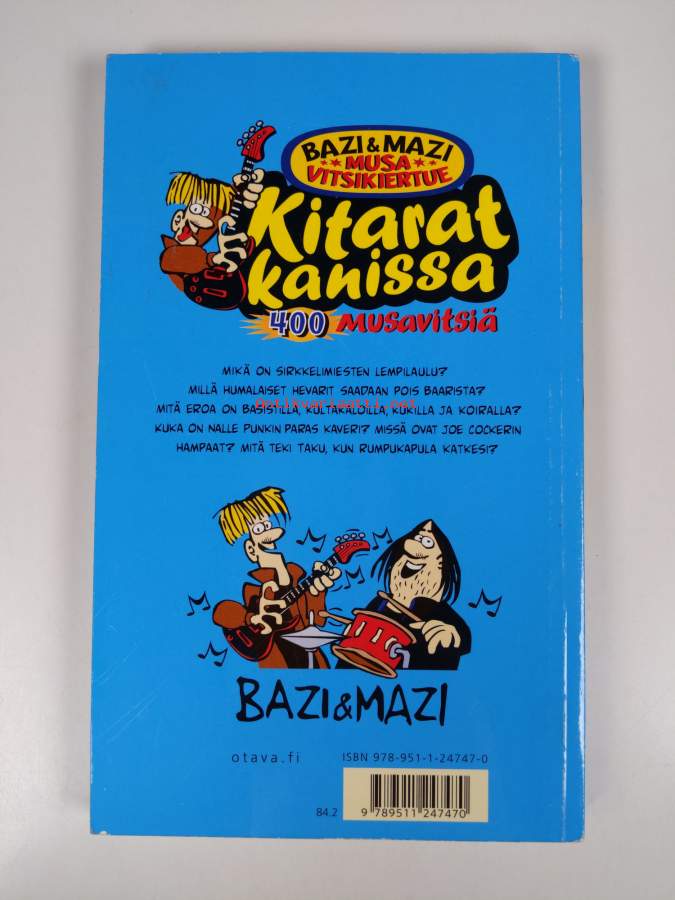 BAZI & MAZI
MUSA
VITSIKIERTUE
Kitarat
kanissa
400 MUSAVITSIÄ
MIKÄ ON SIRKKELIMIESTEN LEMPILAULU?
MILLÄ HUMALAISET HEVARIT SAADAAN POIS BAARISTA?
MITÄ EROA ON BASISTILLA, KULTAKALOILLA, KUKILLA JA KOIRALLA?
KUKA ON NALLE PUNKIN PARAS KAVERI? MISSÄ OVAT JOE COCKERIN
HAMPAAT? MITÄ TEKI TAKU, KUN RUMPUKAPULA KATKESI?
BAZI & MAZI
otava.fi ISBN 978-951-1-24747-0
84.2
9 789511 247470